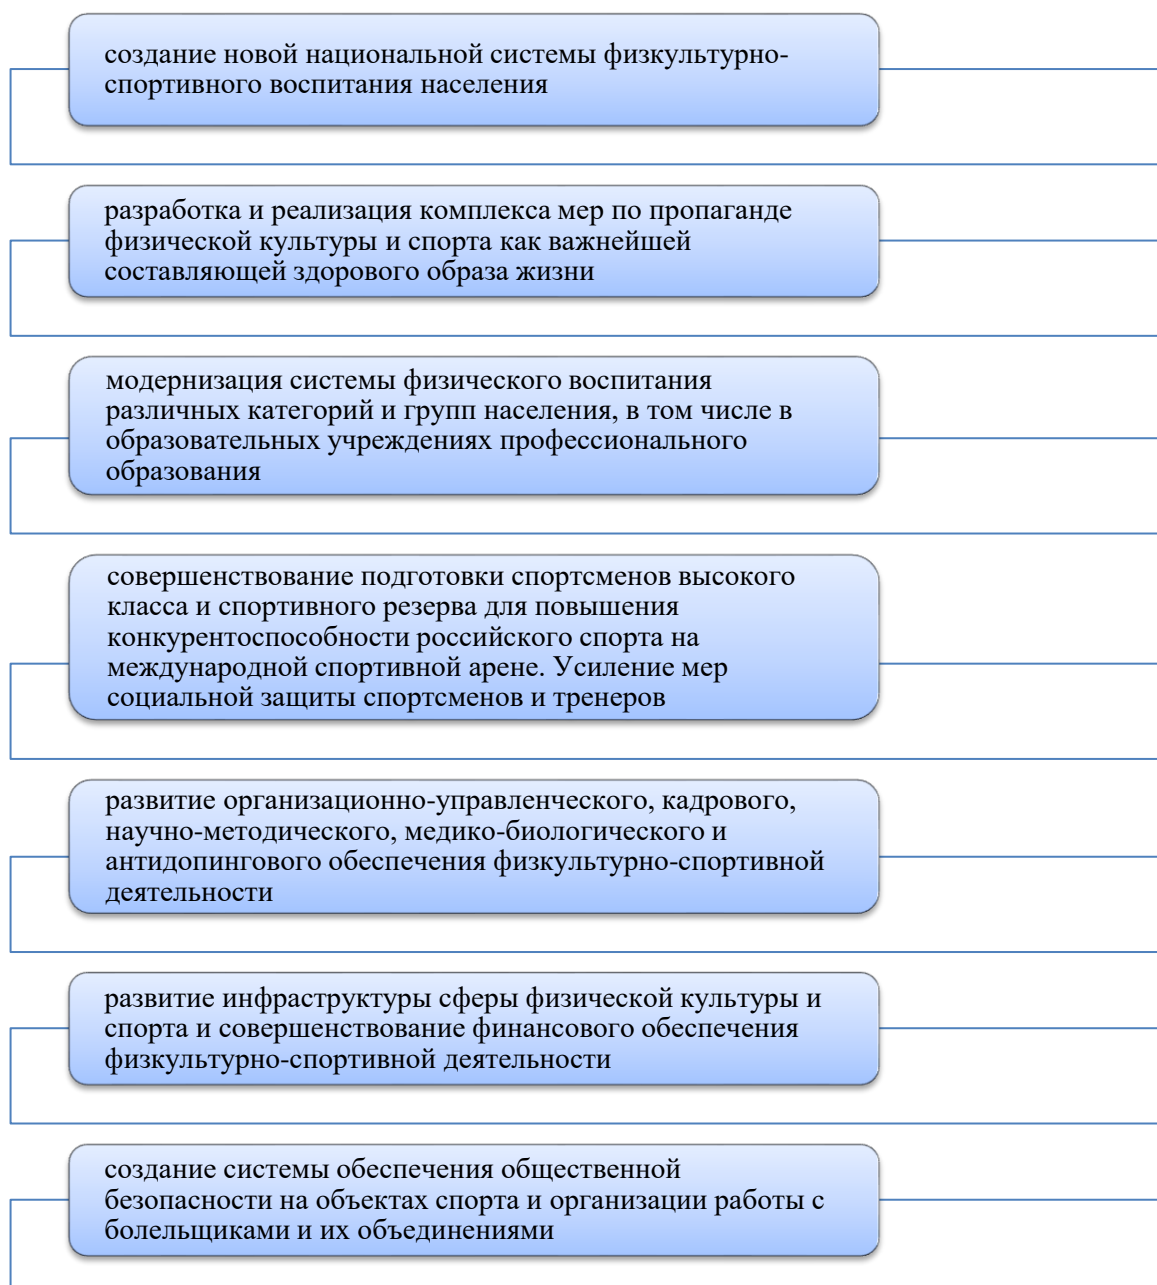 создание новой национальной системы физкультурно-
спортивного воспитания населения
разработка и реализация комплекса мер по пропаганде
физической культуры и спорта как важнейшей
составляющей здорового образа жизни
модернизация системы физического воспитания
различных категорий и групп населения, в том числе в
образовательных учреждениях профессионального
образования
совершенствование подготовки спортсменов высокого
класса и спортивного резерва для повышения
конкурентоспособности российского спорта на
международной спортивной арене. Усиление мер
социальной защиты спортсменов и тренеров
развитие организационно-управленческого, кадрового,
научно-методического, медико-биологического и
антидопингового обеспечения физкультурно-спортивной
деятельности
развитие инфраструктуры сферы физической культуры и
спорта и совершенствование финансового обеспечения
физкультурно-спортивной деятельности
создание системы обеспечения общественной
безопасности на объектах спорта и организации работы с
болельщиками и их объединениями